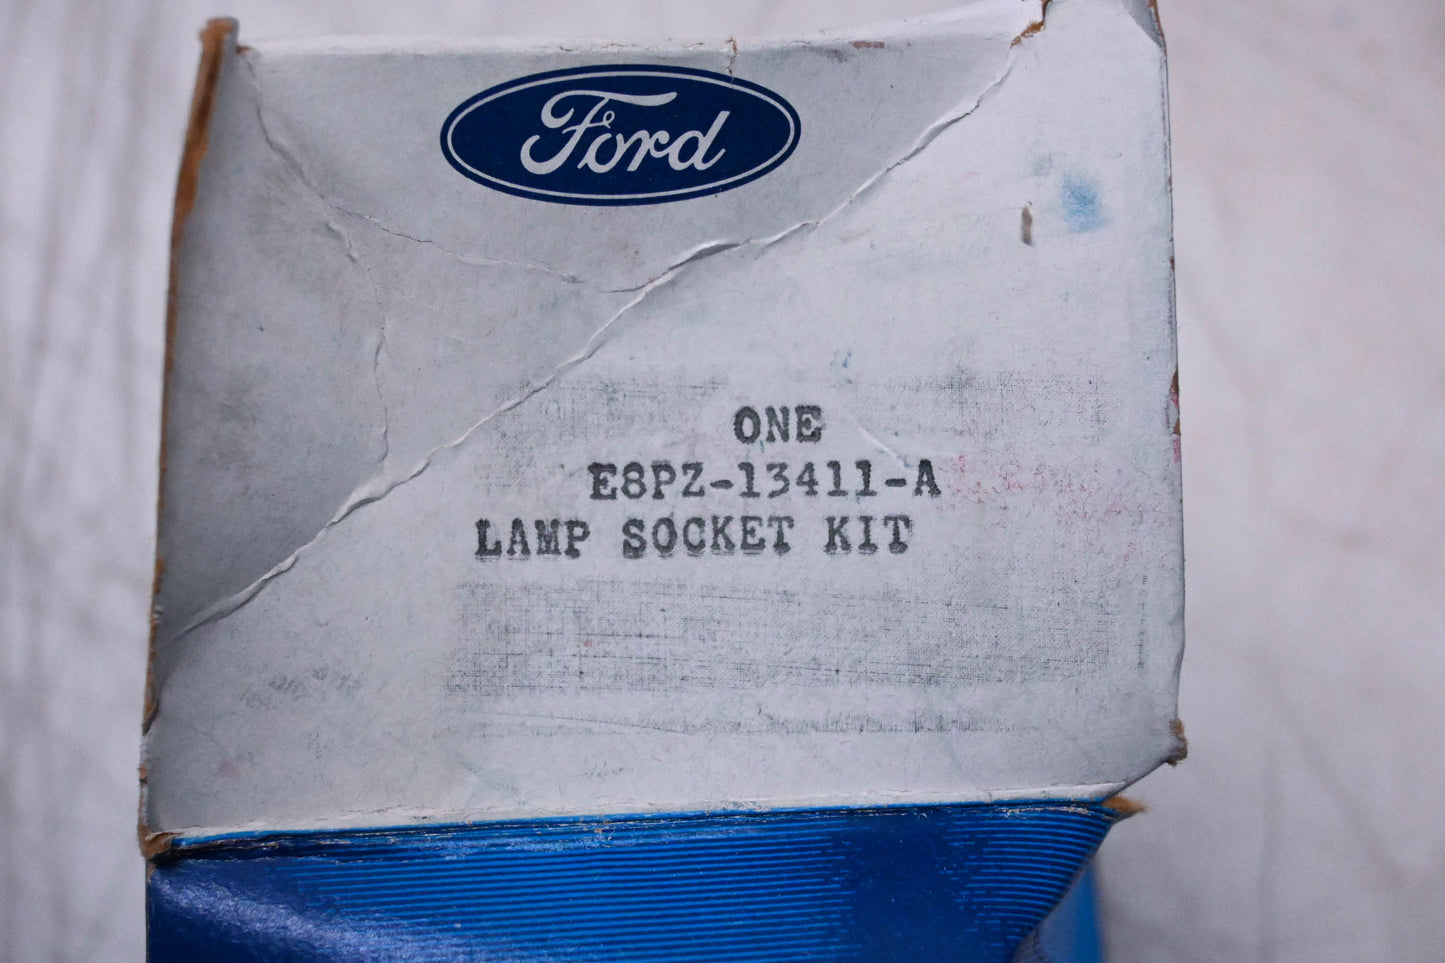 Ford
ONE
E8PZ-13411-A
LAMP SOCKET KIT